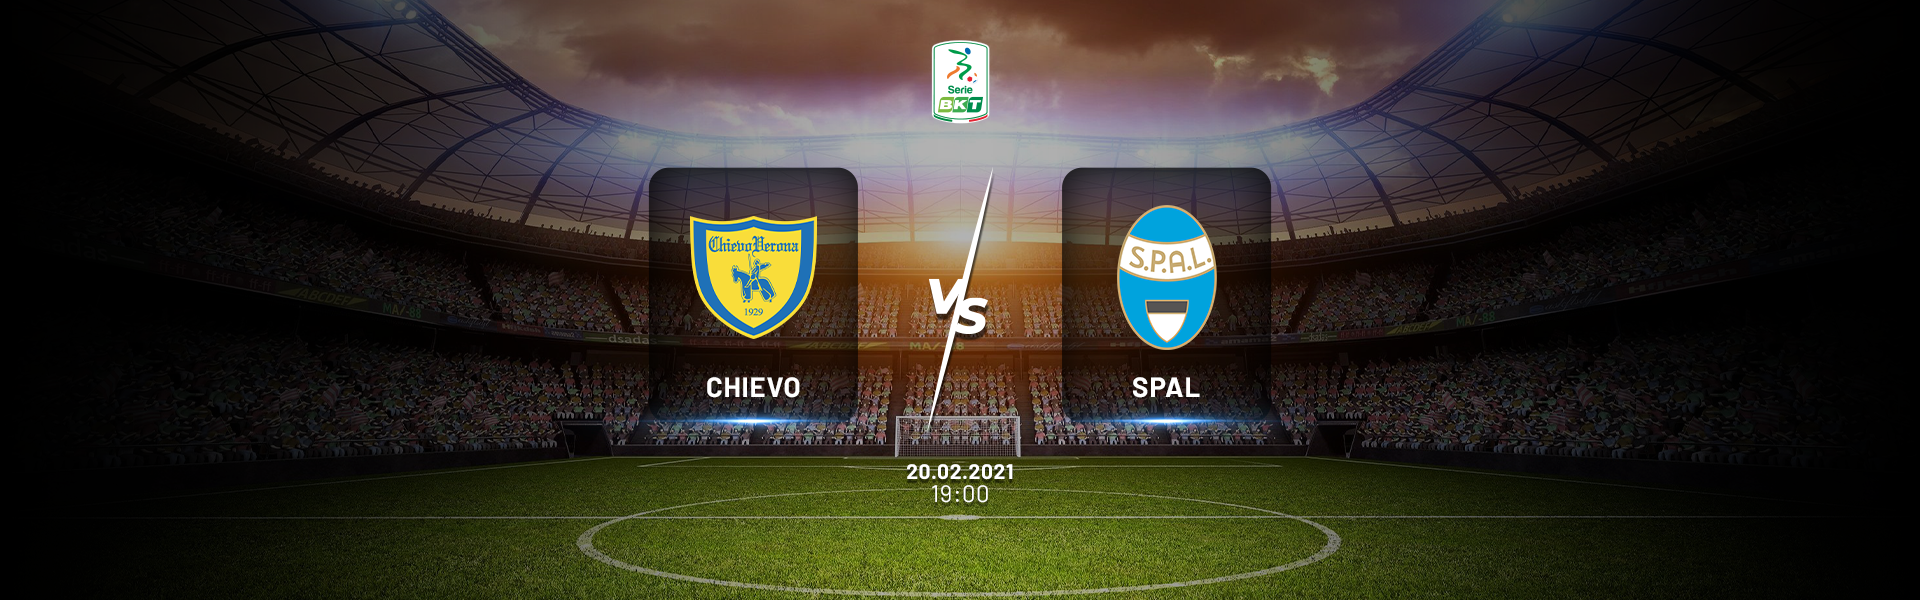 Serie
BKT
ChievoVerona
1929
S.P.A.L.
VS
CHIEVO
SPAL
20.02.2021
19:00